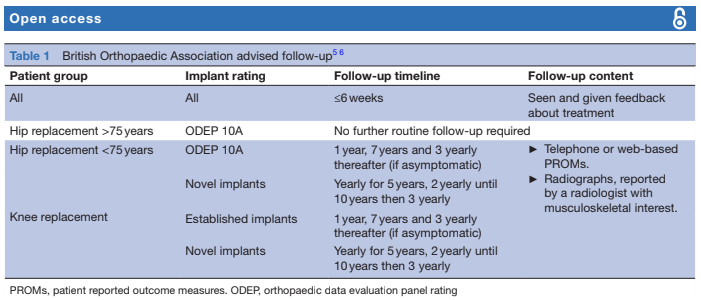 Open access
Table 1 British Orthopaedic Association advised follow-up5 6
Patient group Implant rating Follow-up timeline Follow-up content
All All ≤6 weeks Seen and given feedback
about treatment
Hip replacement >75 years ODEP 10A No further routine follow-up required
Hip replacement <75 years ODEP 10A 1 year, 7 years and 3 yearly
thereafter (if asymptomatic)
Novel implants Yearly for 5 years, 2 yearly until
10 years then 3 yearly
► Telephone or web-based
PROMs.
► Radiographs, reported
by a radiologist with
musculoskeletal interest.
Knee replacement Established implants 1 year, 7 years and 3 yearly
thereafter (if asymptomatic)
Novel implants Yearly for 5 years, 2 yearly until
10 years then 3 yearly
PROMs, patient reported outcome measures. ODEP, orthopaedic data evaluation panel rating